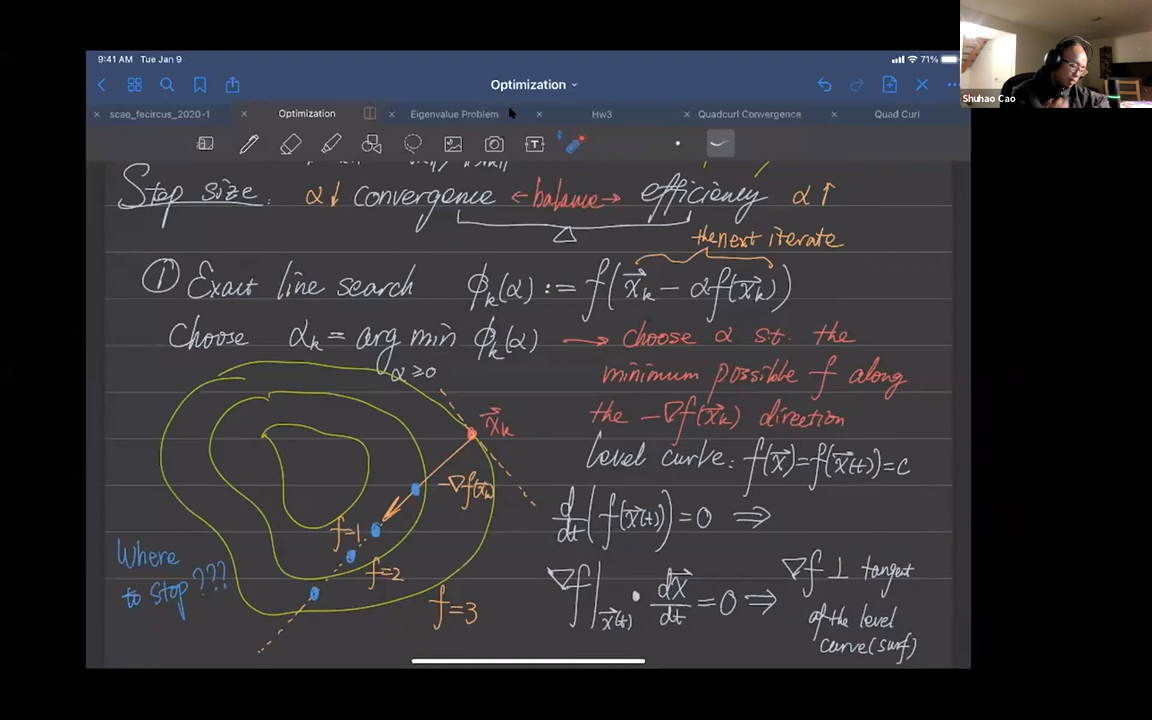 9:41 AM Tue Jan 9
71%
Optimization
Shuhao Cao
scao_fecircus_2020-1
Optimization
Eigenvalue Problem
Hw3
Quadcurl Convergence
Quad Curl
Step size: α↓ convergence ←balance→ efficiency α↑
the next iterate
① Exact line search ϕₖ(α) := f(x⃗ₖ − αf(x⃗ₖ))
Choose αₖ = arg min ϕₖ(α) → choose α s.t. the
α ≥ 0
minimum possible f along
the −∇f(x⃗ₖ) direction
x⃗ₖ
level curve: f(x⃗)=f(x⃗(t))=c
−∇f(xₖ)
d/dt(f(x⃗(t))=0 ⇒
f=1
Where
to stop???
f=2
f=3
∇f|x⃗(t) · dx⃗/dt = 0 ⇒ ∇f ⊥ tangent
of the level
curve(surf)